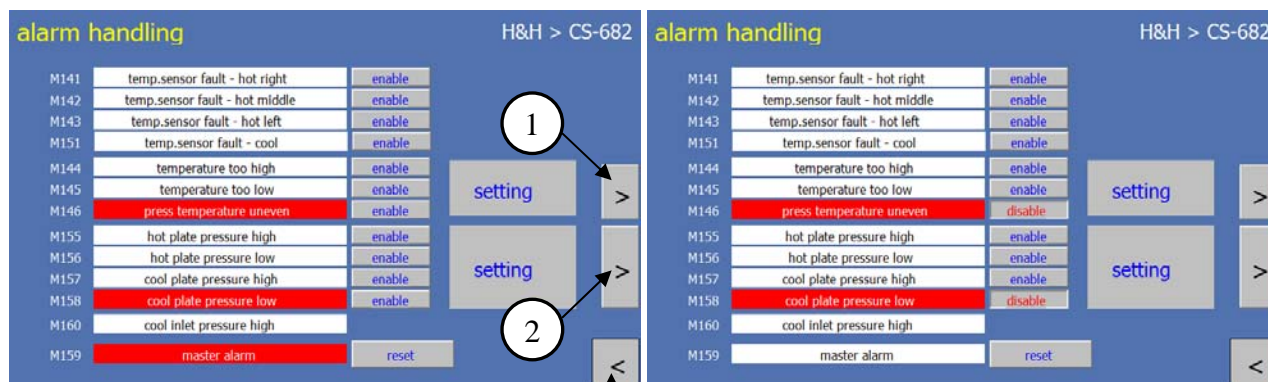 alarm handling H&H > CS-682
M141 temp.sensor fault - hot right enable
M142 temp.sensor fault - hot middle enable
M143 temp.sensor fault - hot left enable
M151 temp.sensor fault - cool enable
1
M144 temperature too high enable
M145 temperature too low enable
setting >
M146 press temperature uneven enable
M155 hot plate pressure high enable
M156 hot plate pressure low enable
setting >
M157 cool plate pressure high enable
M158 cool plate pressure low enable
M160 cool inlet pressure high
2
M159 master alarm reset
<
alarm handling H&H > CS-682
M141 temp.sensor fault - hot right enable
M142 temp.sensor fault - hot middle enable
M143 temp.sensor fault - hot left enable
M151 temp.sensor fault - cool enable
M144 temperature too high enable
M145 temperature too low enable
setting >
M146 press temperature uneven disable
M155 hot plate pressure high enable
M156 hot plate pressure low enable
setting >
M157 cool plate pressure high enable
M158 cool plate pressure low disable
M160 cool inlet pressure high
M159 master alarm reset
<